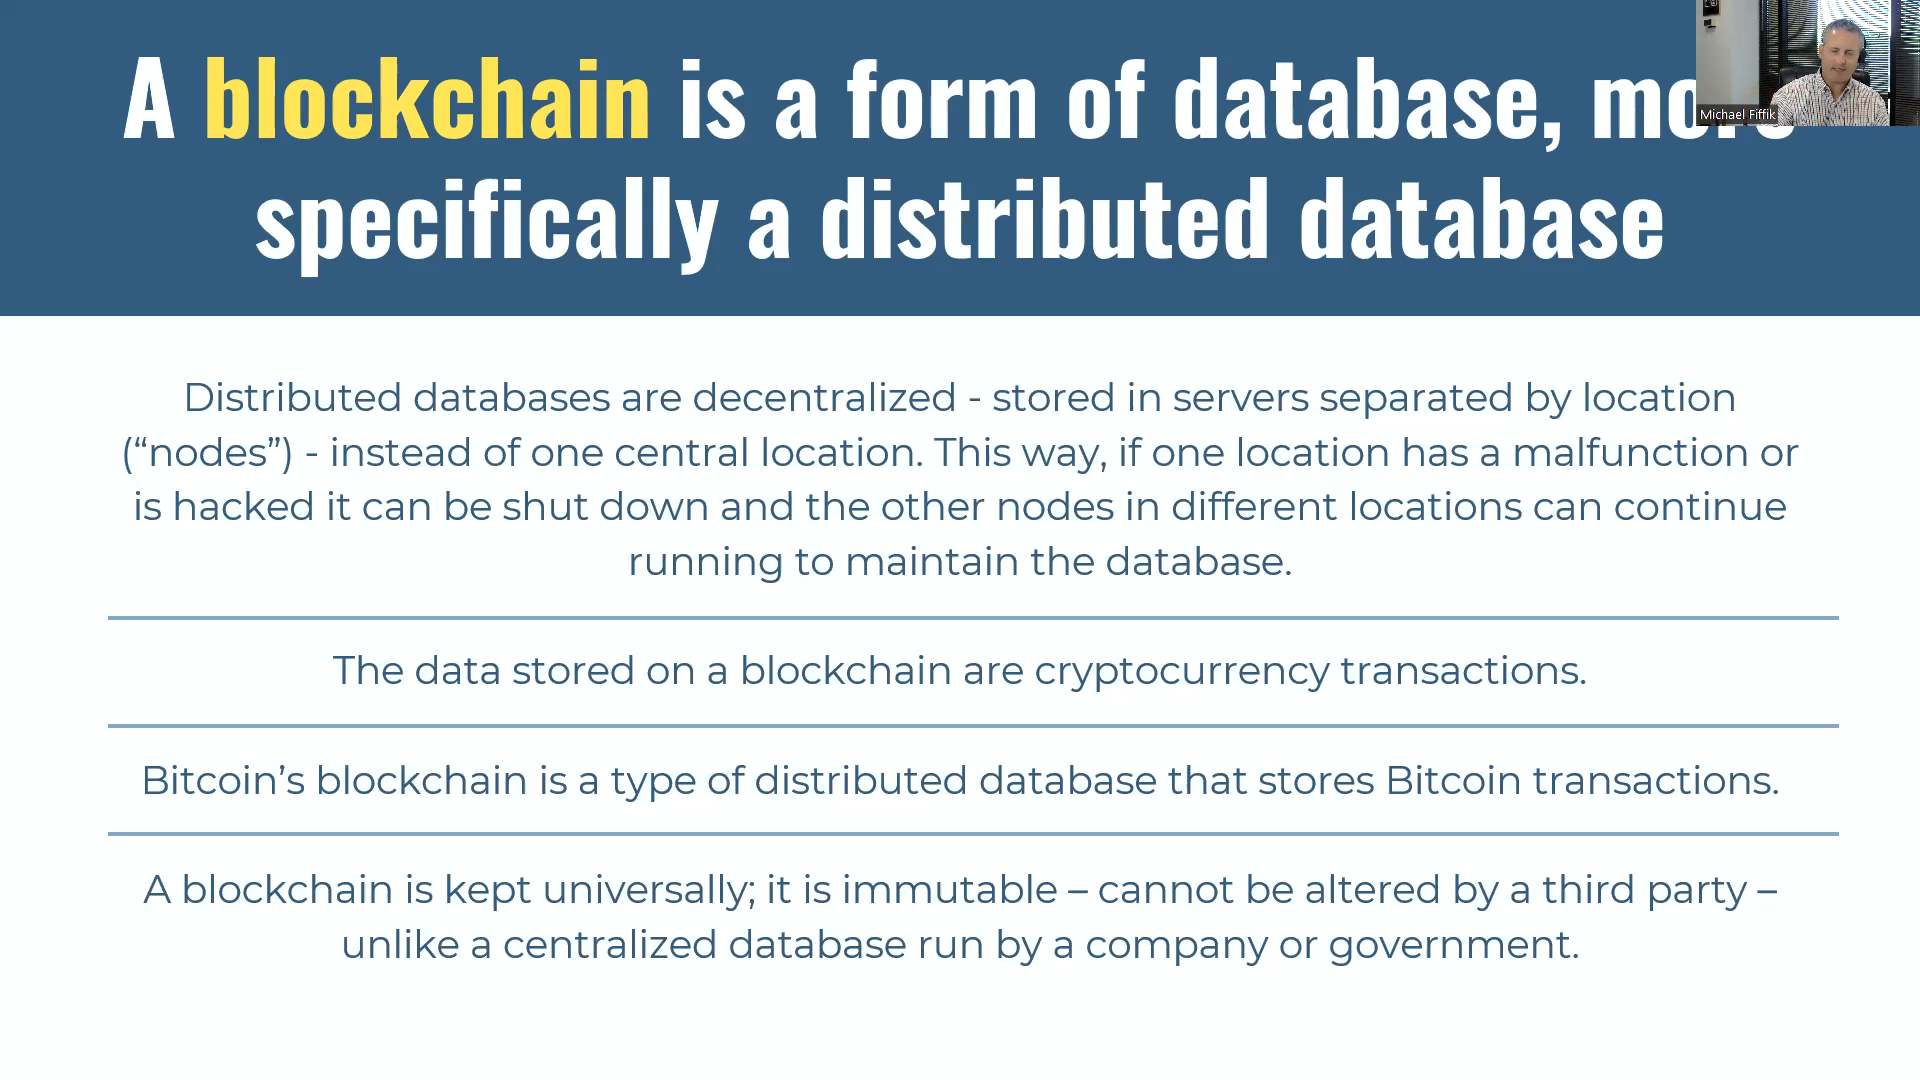 A blockchain is a form of database, more
specifically a distributed database
Michael Fiffik
Distributed databases are decentralized - stored in servers separated by location
(“nodes”) - instead of one central location. This way, if one location has a malfunction or
is hacked it can be shut down and the other nodes in different locations can continue
running to maintain the database.
The data stored on a blockchain are cryptocurrency transactions.
Bitcoin’s blockchain is a type of distributed database that stores Bitcoin transactions.
A blockchain is kept universally; it is immutable – cannot be altered by a third party –
unlike a centralized database run by a company or government.